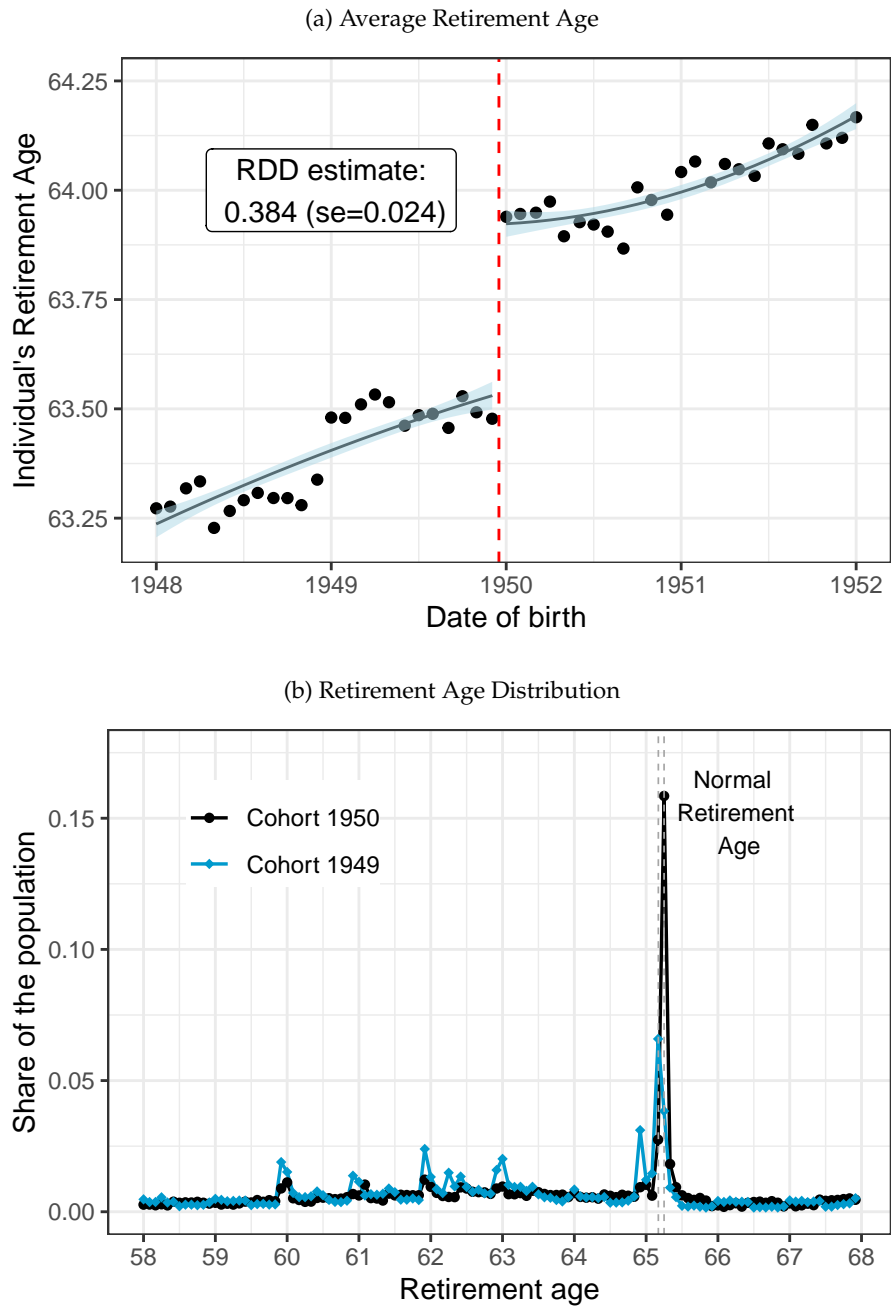 (a) Average Retirement Age
Individual's Retirement Age
64.25
64.00
63.75
63.50
63.25
RDD estimate:
0.384 (se=0.024)
1948 1949 1950 1951 1952
Date of birth
(b) Retirement Age Distribution
Share of the population
0.15
0.10
0.05
0.00
Cohort 1950
Cohort 1949
Normal
Retirement
Age
58 59 60 61 62 63 64 65 66 67 68
Retirement age